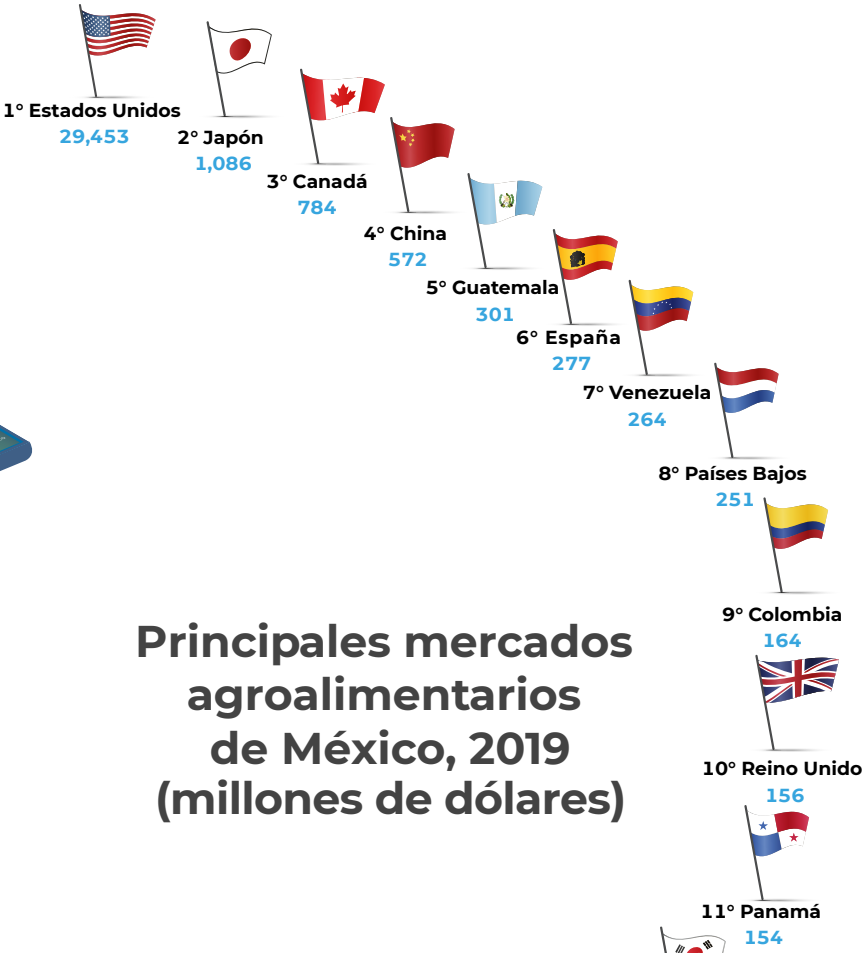 1° Estados Unidos
29,453
2° Japón
1,086
3° Canadá
784
4° China
572
5° Guatemala
301
6° España
277
7° Venezuela
264
8° Países Bajos
251
9° Colombia
164
10° Reino Unido
156
11° Panamá
154
Principales mercados
agroalimentarios
de México, 2019
(millones de dólares)